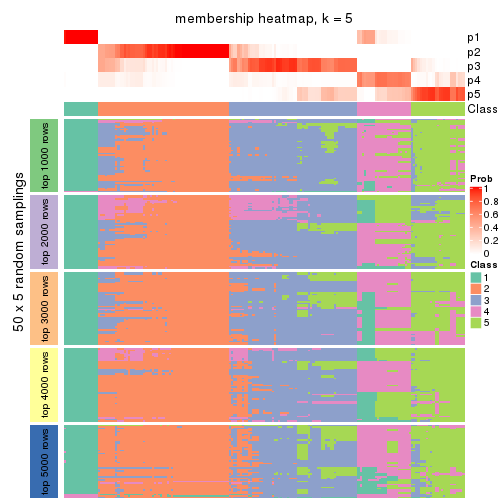 membership heatmap, k = 5
p1
p2
p3
p4
p5
Class
50 x 5 random samplings
top 1000 rows
top 2000 rows
top 3000 rows
top 4000 rows
top 5000 rows
Prob
1
0.8
0.6
0.4
0.2
0
Class
1
2
3
4
5